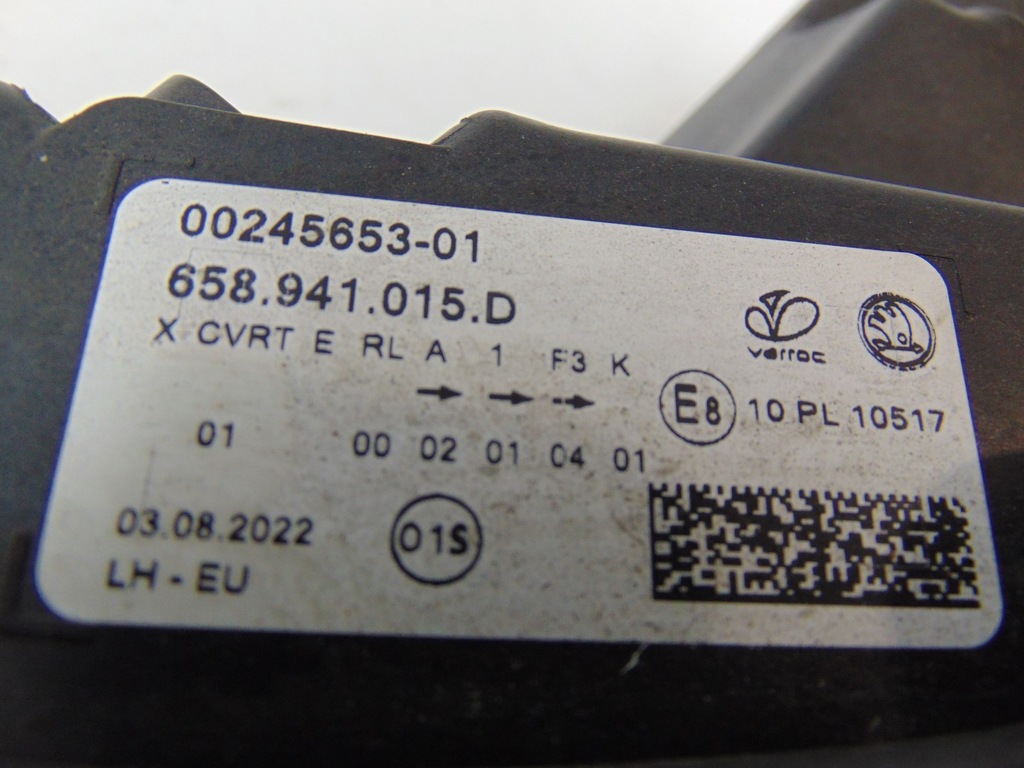 00245653-01
658.941.015.D
X CVRT E RL A 1 F3 K
varroc
E8 10 PL 10517
01 00 02 01 04 01
03.08.2022
01S
LH - EU